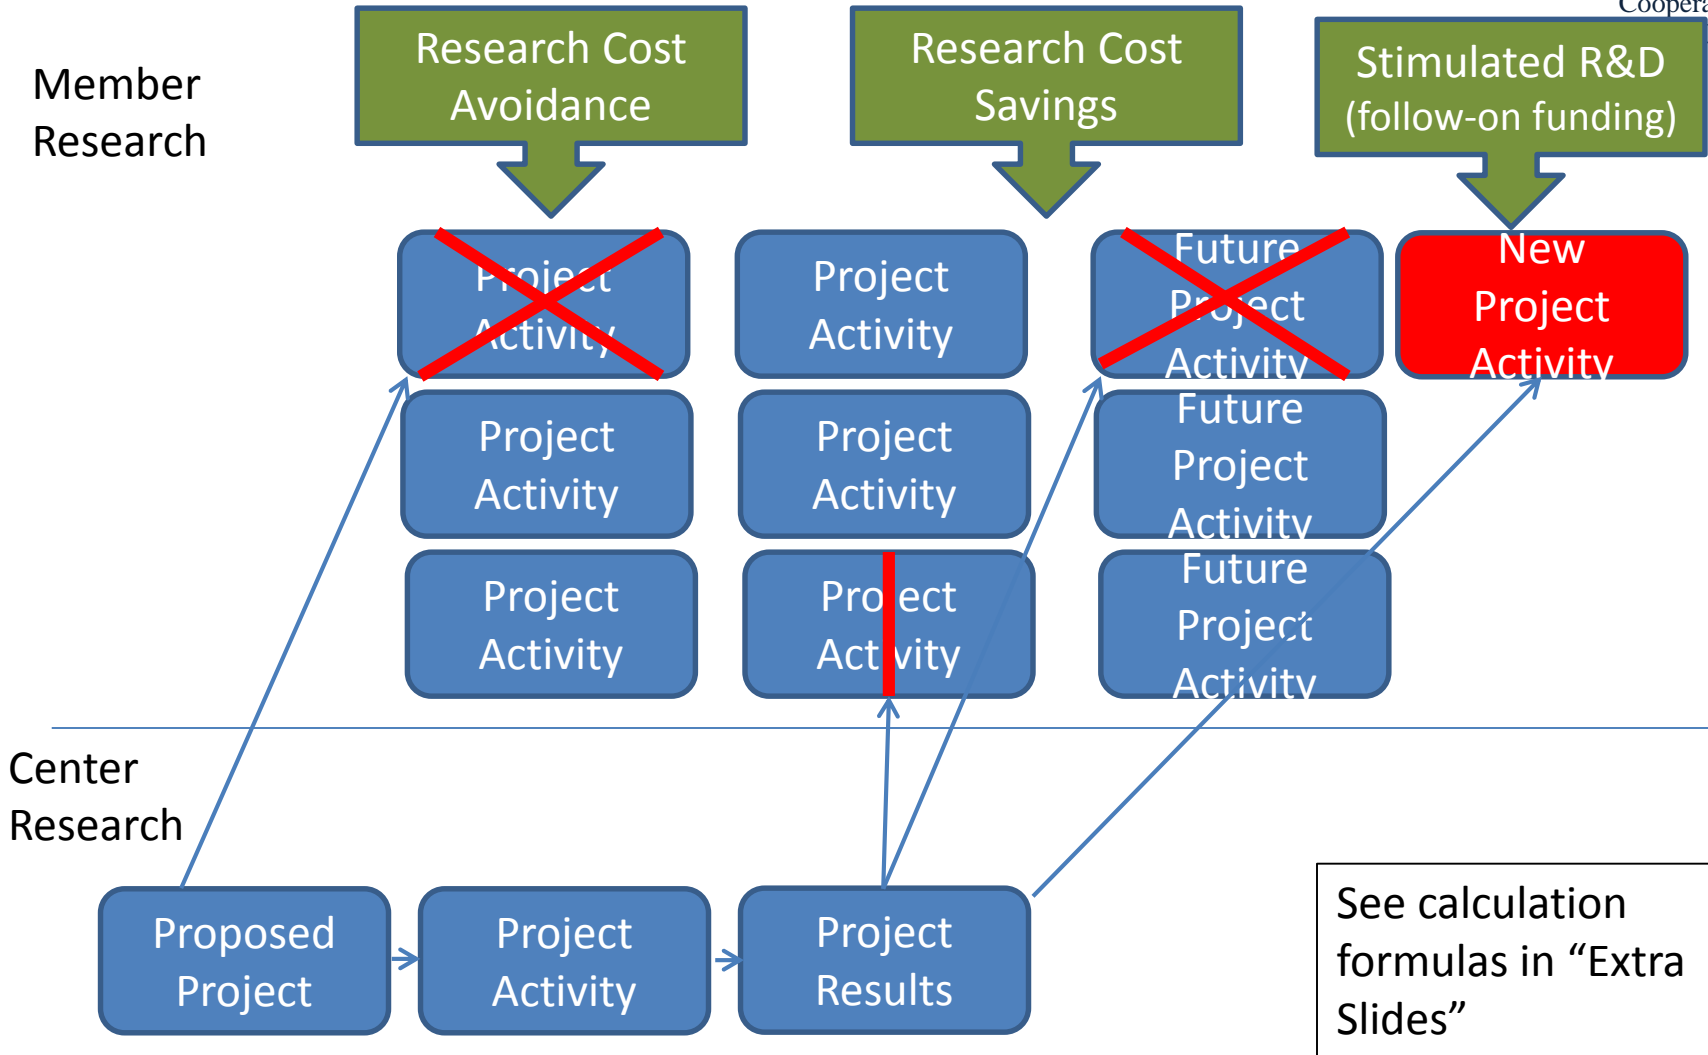 Coopera
Member
Research
Research Cost
Avoidance
Research Cost
Savings
Stimulated R&D
(follow-on funding)
Project
Activity
Project
Activity
Future
Project
Activity
New
Project
Activity
Project
Activity
Project
Activity
Future
Project
Activity
Project
Activity
Project
Activity
Future
Project
Activity
Center
Research
Proposed
Project
Project
Activity
Project
Results
See calculation
formulas in “Extra
Slides”